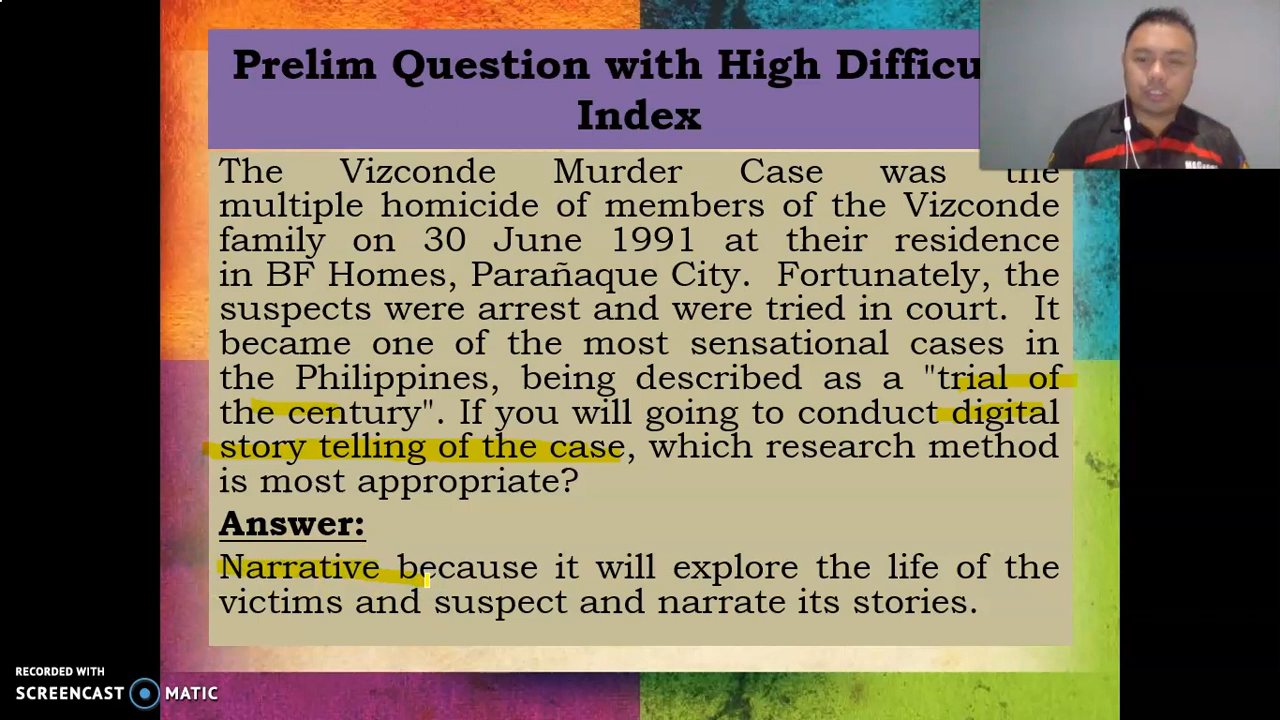 Prelim Question with High Difficu
Index
The Vizconde Murder Case was the
multiple homicide of members of the Vizconde
family on 30 June 1991 at their residence
in BF Homes, Parañaque City. Fortunately, the
suspects were arrest and were tried in court. It
became one of the most sensational cases in
the Philippines, being described as a "trial of
the century". If you will going to conduct digital
story telling of the case, which research method
is most appropriate?
Answer:
Narrative because it will explore the life of the
victims and suspect and narrate its stories.
RECORDED WITH
SCREENCAST MATIC